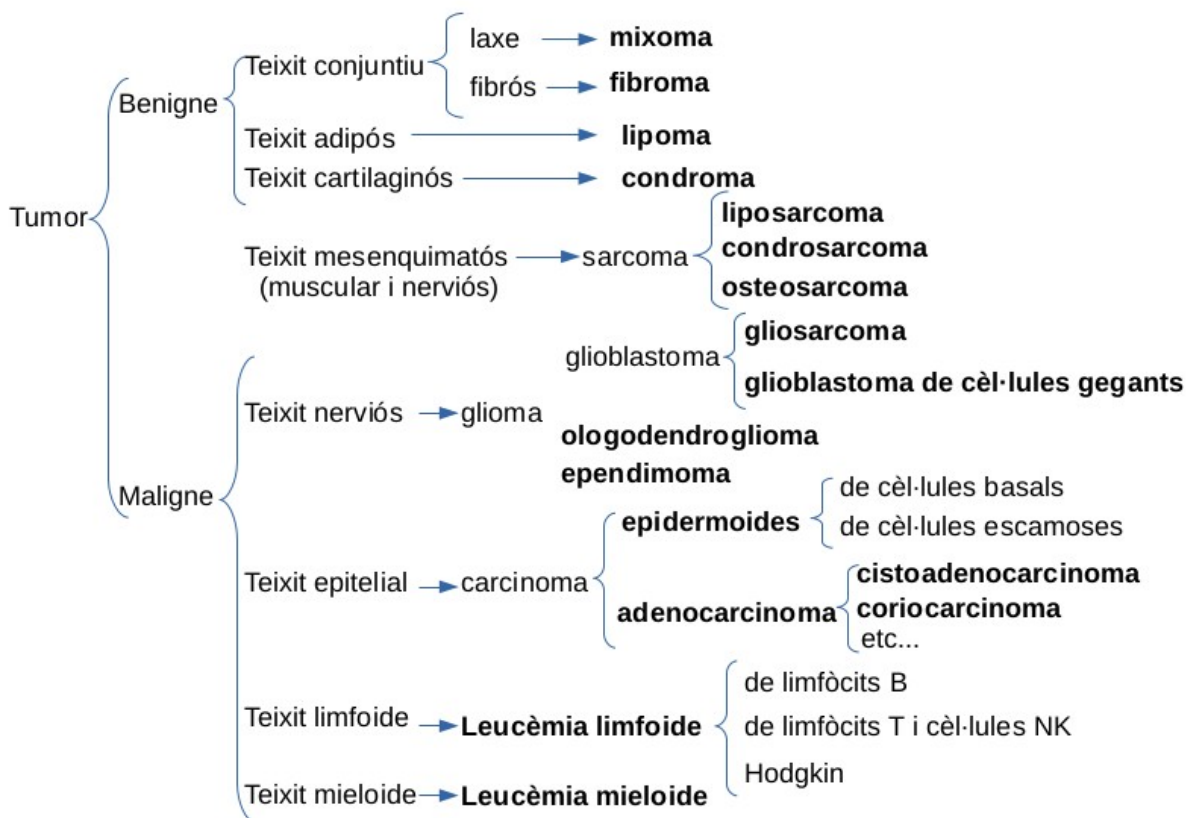 Tumor
Benigne
Teixit conjuntiu
laxe
mixoma
fibrós
fibroma
Teixit adipós
lipoma
Teixit cartilaginós
condroma
Teixit mesenquimatós
(muscular i nerviós)
sarcoma
liposarcoma
condrosarcoma
osteosarcoma
Maligne
Teixit nerviós
glioma
glioblastoma
gliosarcoma
glioblastoma de cèl·lules gegants
ologodendroglioma
ependimoma
Teixit epitelial
carcinoma
epidermoides
de cèl·lules basals
de cèl·lules escamoses
adenocarcinoma
cistoadenocarcinoma
coriocarcinoma
etc...
Teixit limfoide
Leucèmia limfoide
de limfòcits B
de limfòcits T i cèl·lules NK
Hodgkin
Teixit mieloide
Leucèmia mieloide